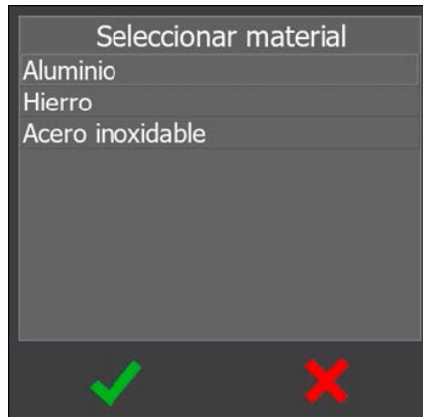 Seleccionar material
Aluminio
Hierro
Acero inoxidable